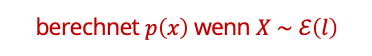 berechnet p(x) wenn X ~ ℰ(l)